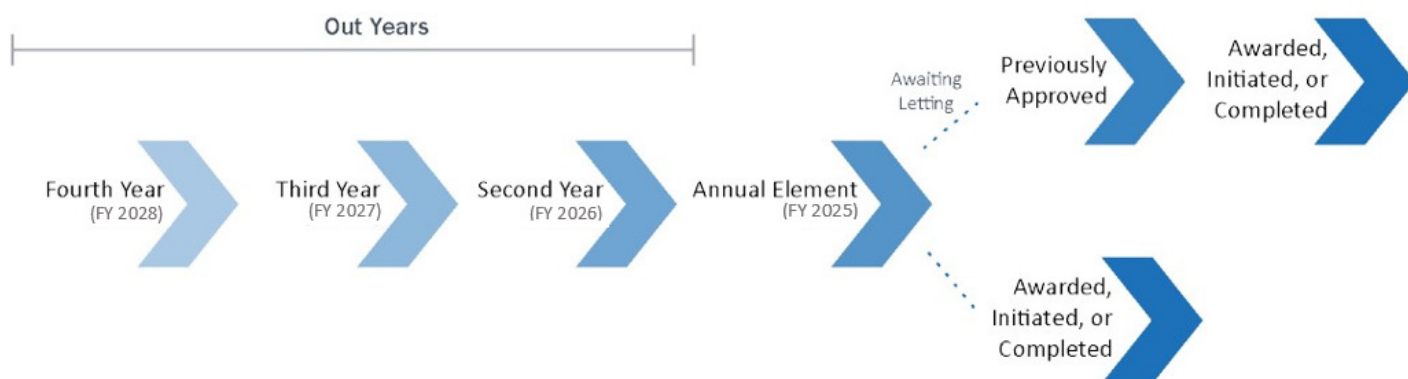 Out Years
Fourth Year
(FY 2028)
Third Year
(FY 2027)
Second Year
(FY 2026)
Annual Element
(FY 2025)
Awaiting
Letting
Previously
Approved
Awarded,
Initiated, or
Completed
Awarded,
Initiated, or
Completed